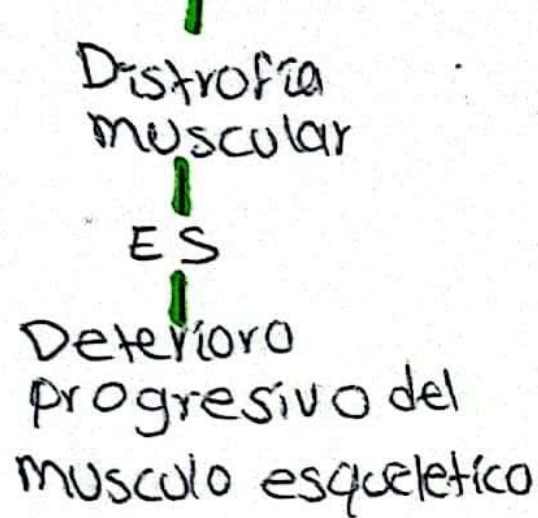 Distrofia
muscular
ES
Deterioro
progresivo del
musculo esqueletico